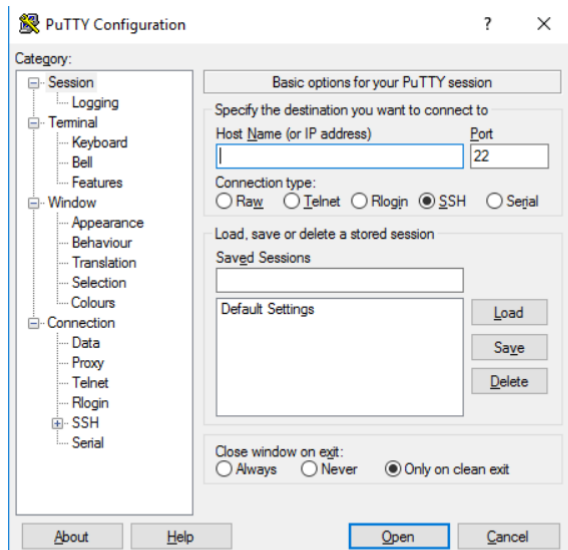 PuTTY Configuration
?
Category:
Session
Logging
Terminal
Keyboard
Bell
Features
Window
Appearance
Behaviour
Translation
Selection
Colours
Connection
Data
Proxy
Telnet
Rlogin
SSH
Serial
Basic options for your PuTTY session
Specify the destination you want to connect to
Host Name (or IP address) Port
22
Connection type:
Raw Telnet Rlogin SSH Serial
Load, save or delete a stored session
Saved Sessions
Default Settings
Load
Save
Delete
Close window on exit:
Always Never Only on clean exit
About Help Open Cancel